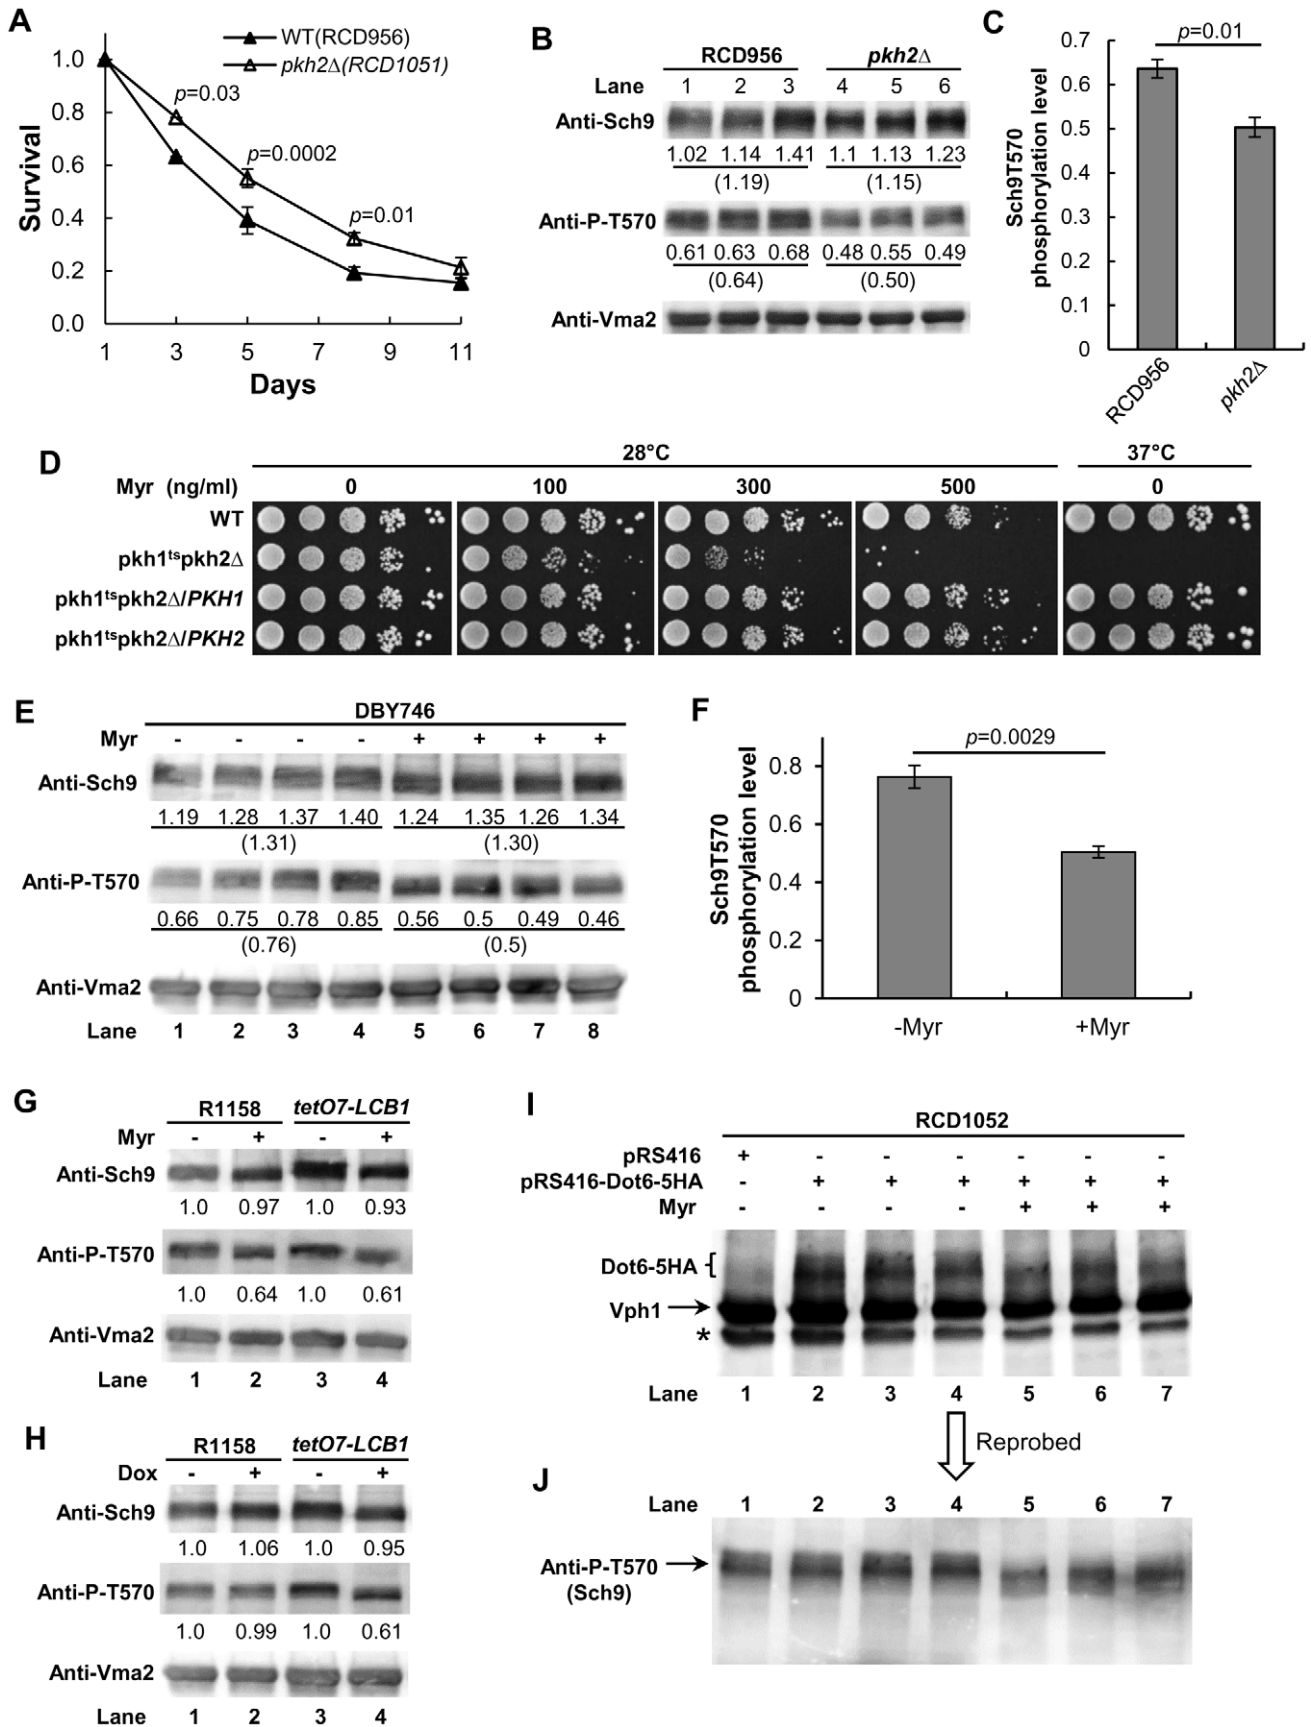 A
WT(RCD956)
pkh2Δ(RCD1051)
1.0
0.8
0.6
0.4
0.2
0.0
Survival
p=0.03
p=0.0002
p=0.01
1 3 5 7 9 11
Days
B
RCD956 pkh2Δ
Lane 1 2 3 4 5 6
Anti-Sch9
1.02 1.14 1.41 1.1 1.13 1.23
(1.19) (1.15)
Anti-P-T570
0.61 0.63 0.68 0.48 0.55 0.49
(0.64) (0.50)
Anti-Vma2
C
p=0.01
Sch9T570
phosphorylation level
0.7
0.6
0.5
0.4
0.3
0.2
0.1
0
RCD956
pkh2Δ
D
28°C 37°C
Myr (ng/ml) 0 100 300 500 0
WT
pkh1tspkh2Δ
pkh1tspkh2Δ/PKH1
pkh1tspkh2Δ/PKH2
E
DBY746
Myr - - - - + + + +
Anti-Sch9
1.19 1.28 1.37 1.40 1.24 1.35 1.26 1.34
(1.31) (1.30)
Anti-P-T570
0.66 0.75 0.78 0.85 0.56 0.5 0.49 0.46
(0.76) (0.5)
Anti-Vma2
Lane 1 2 3 4 5 6 7 8
F
p=0.0029
Sch9T570
phosphorylation level
0.8
0.6
0.4
0.2
0
-Myr +Myr
G
R1158 tetO7-LCB1
Myr - + - +
Anti-Sch9
1.0 0.97 1.0 0.93
Anti-P-T570
1.0 0.64 1.0 0.61
Anti-Vma2
Lane 1 2 3 4
H
R1158 tetO7-LCB1
Dox - + - +
Anti-Sch9
1.0 1.06 1.0 0.95
Anti-P-T570
1.0 0.99 1.0 0.61
Anti-Vma2
Lane 1 2 3 4
I
RCD1052
pRS416 + - - - - - -
pRS416-Dot6-5HA - + + + + + +
Myr - - - - + + +
Dot6-5HA
Vph1
*
Lane 1 2 3 4 5 6 7
Reprobed
J
Lane 1 2 3 4 5 6 7
Anti-P-T570
(Sch9)